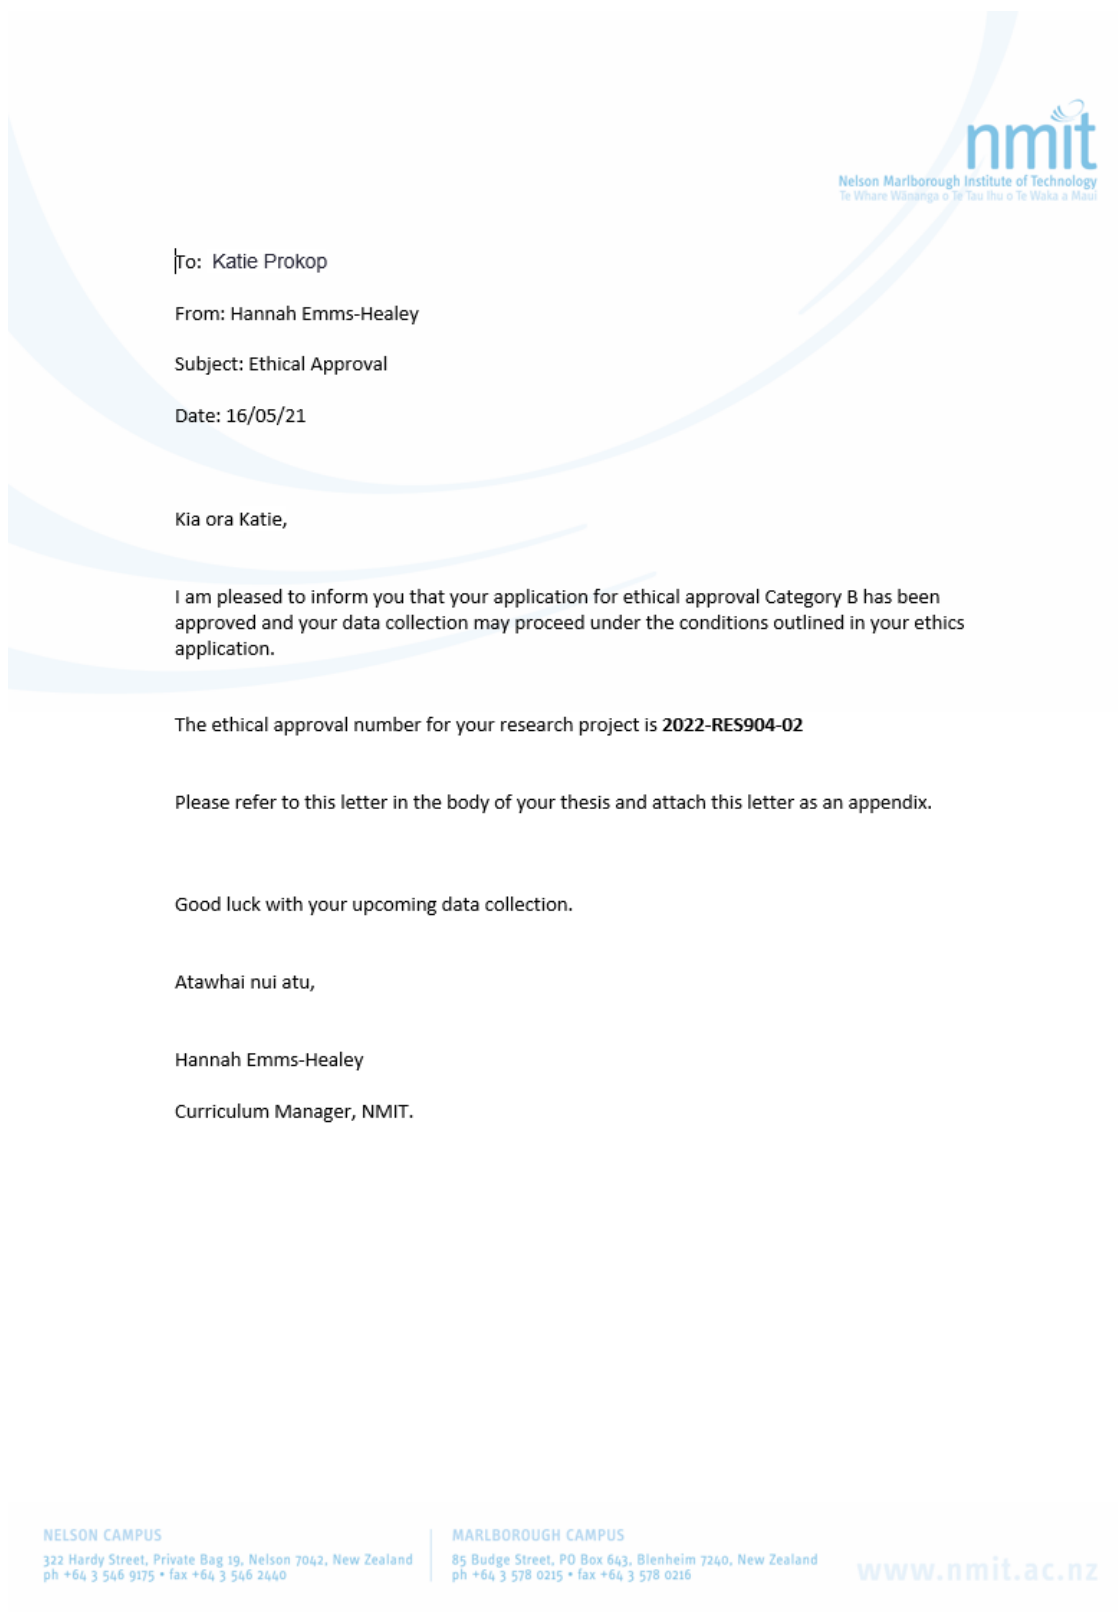 nmit
Nelson Marlborough Institute of Technology
Te Whare Wānanga o Te Tau Ihu o Te Waka a Maui
To: Katie Prokop
From: Hannah Emms-Healey
Subject: Ethical Approval
Date: 16/05/21
Kia ora Katie,
I am pleased to inform you that your application for ethical approval Category B has been
approved and your data collection may proceed under the conditions outlined in your ethics
application.
The ethical approval number for your research project is 2022-RES904-02
Please refer to this letter in the body of your thesis and attach this letter as an appendix.
Good luck with your upcoming data collection.
Atawhai nui atu,
Hannah Emms-Healey
Curriculum Manager, NMIT.
NELSON CAMPUS
322 Hardy Street, Private Bag 19, Nelson 7042, New Zealand
ph +64 3 546 9175 • fax +64 3 546 2440
MARLBOROUGH CAMPUS
85 Budge Street, PO Box 643, Blenheim 7240, New Zealand
ph +64 3 578 0215 • fax +64 3 578 0216
www.nmit.ac.nz